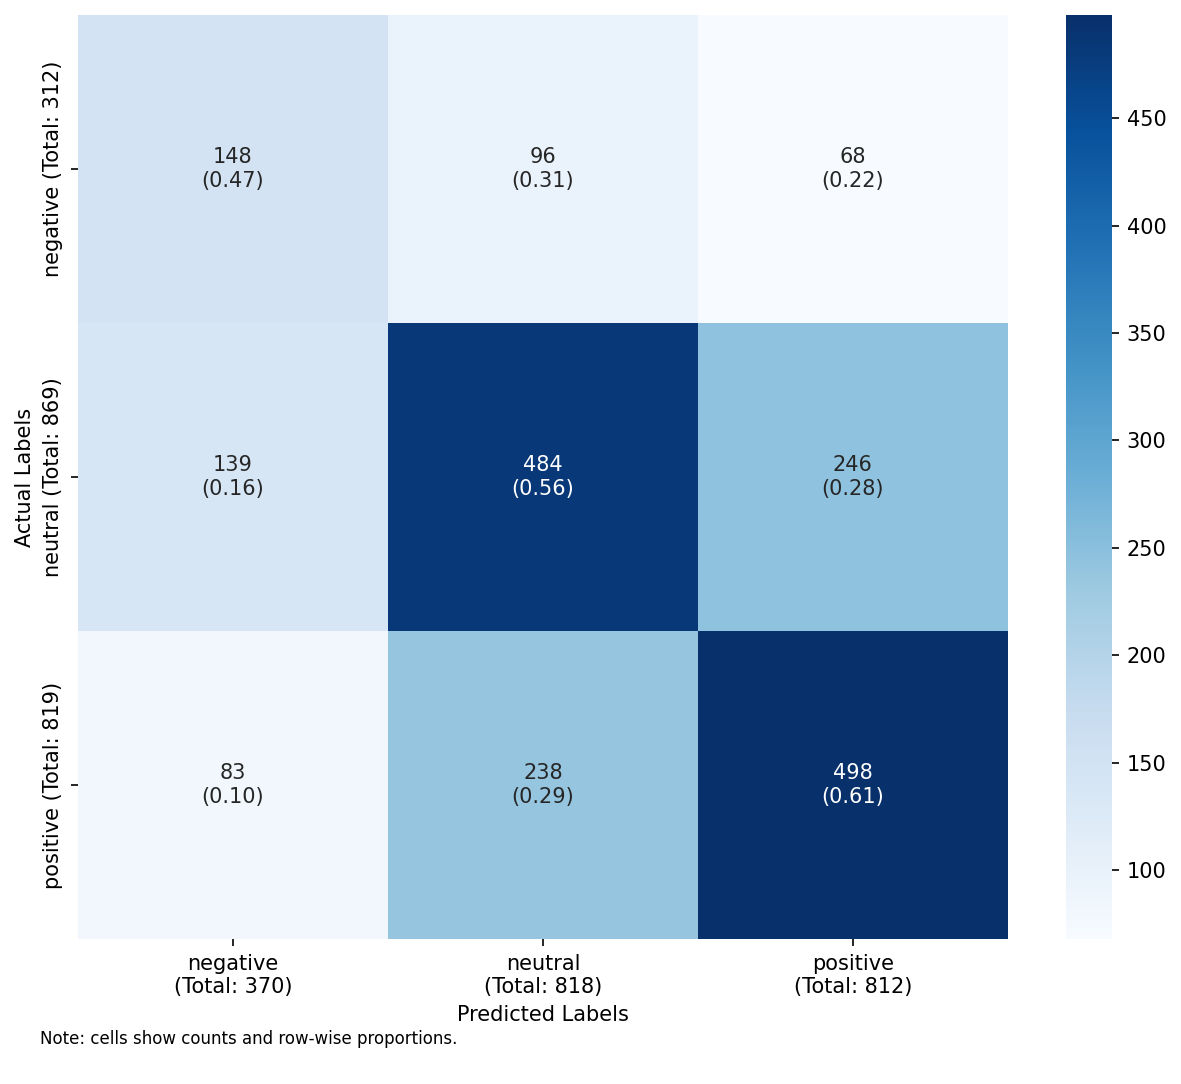 negative (Total: 312)
148
(0.47)
96
(0.31)
68
(0.22)
Actual Labels
neutral (Total: 869)
139
(0.16)
484
(0.56)
246
(0.28)
positive (Total: 819)
83
(0.10)
238
(0.29)
498
(0.61)
negative
(Total: 370)
neutral
(Total: 818)
positive
(Total: 812)
Predicted Labels
450
400
350
300
250
200
150
100
Note: cells show counts and row-wise proportions.